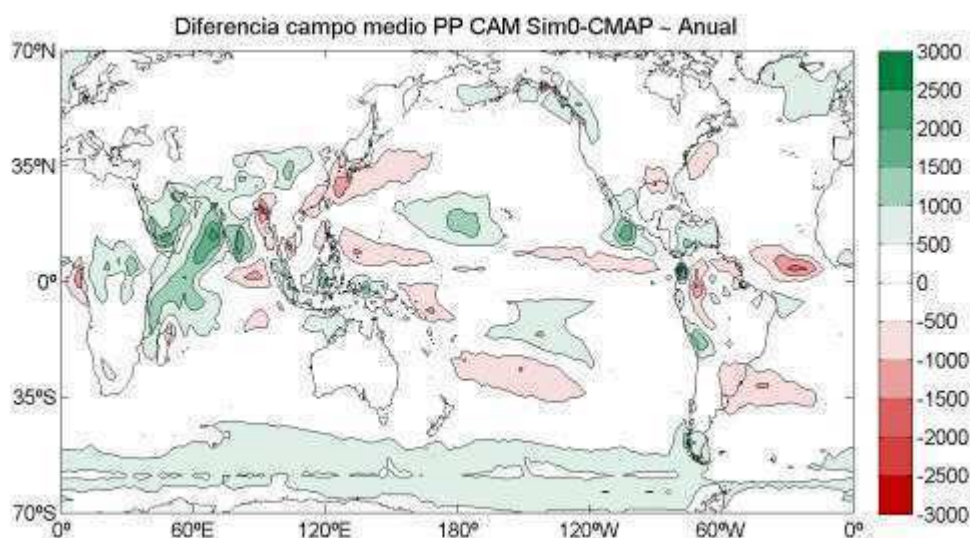 Diferencia campo medio PP CAM Sim0-CMAP ~ Anual
70ºN
35ºN
0º
35ºS
70ºS
0º
60ºE
120ºE
180º
120ºW
60ºW
0º
3000
2500
2000
1500
1000
500
0
-500
-1000
-1500
-2000
-2500
-3000